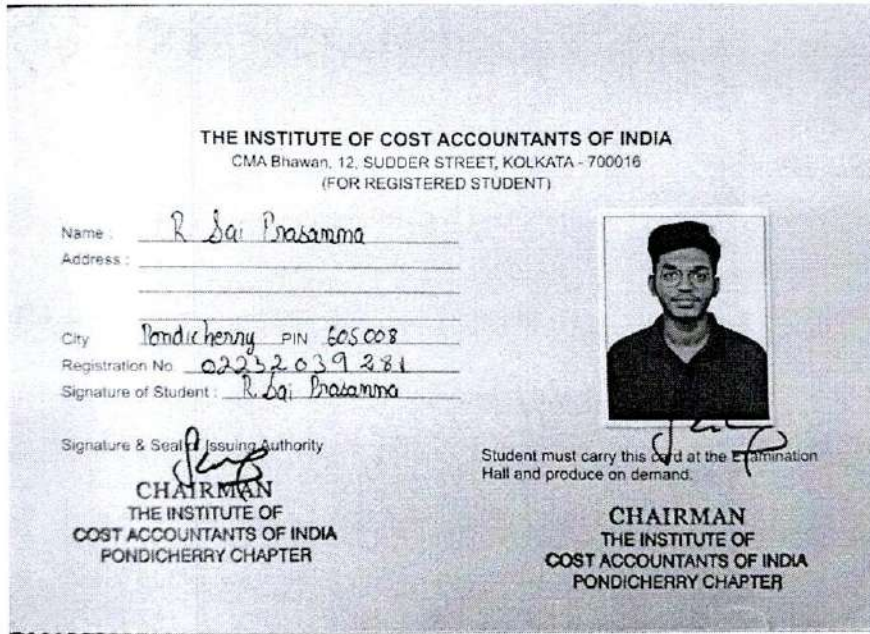 THE INSTITUTE OF COST ACCOUNTANTS OF INDIA
CMA Bhawan, 12, SUDDER STREET, KOLKATA - 700016
(FOR REGISTERED STUDENT)
Name : R Sai Prasanna
Address :
City Pondicherry PIN 605 008
Registration No. 02232039281
Signature of Student : R Sai Prasanna
Signature & Seal of Issuing Authority
CHAIRMAN
THE INSTITUTE OF
COST ACCOUNTANTS OF INDIA
PONDICHERRY CHAPTER
Student must carry this card at the Examination
Hall and produce on demand.
CHAIRMAN
THE INSTITUTE OF
COST ACCOUNTANTS OF INDIA
PONDICHERRY CHAPTER